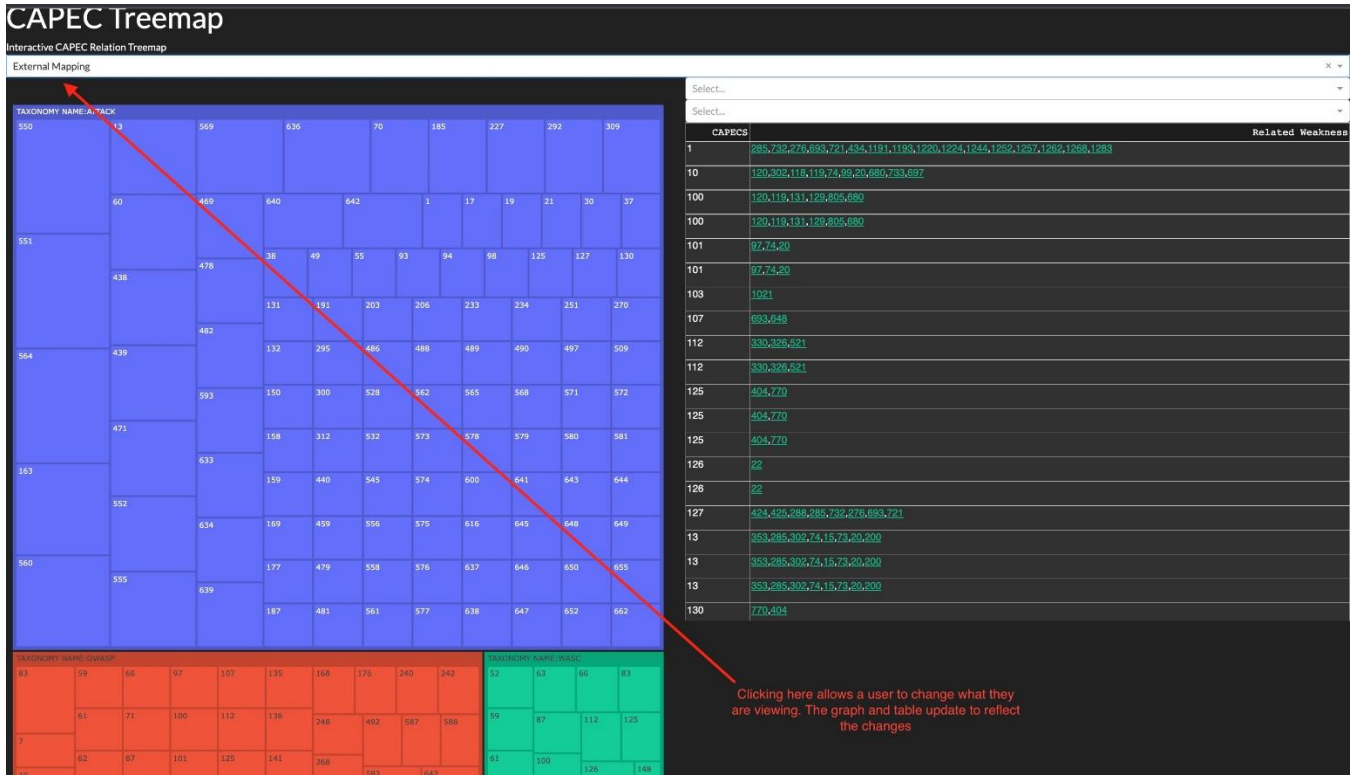 CAPEC Treemap
Interactive CAPEC Relation Treemap
External Mapping
Select...
Select...
TAXONOMY NAME:ATTACK
550 13 569 636 70 185 227 292 309
60 469 640 642 1 17 19 21 30 37
551
38 49 55 93 94 98 125 127 130
438 478
131 191 203 206 233 234 251 270
482
564 439 132 295 486 488 489 490 497 509
593 150 300 528 562 565 568 571 572
471
158 312 532 573 578 579 580 581
163 633
159 440 545 574 600 641 643 644
552
634 169 459 556 575 616 645 648 649
560
555 177 479 558 576 637 646 650 655
639
187 481 561 577 638 647 652 662
CAPECS Related Weakness
1 285,732,276,693,721,434,1191,1193,1220,1224,1244,1252,1257,1262,1268,1283
10 120,302,118,119,74,99,20,680,733,697
100 120,119,131,129,805,680
100 120,119,131,129,805,680
101 97,74,20
101 97,74,20
103 1021
107 693,648
112 330,326,521
112 330,326,521
125 404,770
125 404,770
125 404,770
126 22
126 22
127 424,425,288,285,732,276,693,721
13 353,285,302,74,15,73,20,200
13 353,285,302,74,15,73,20,200
13 353,285,302,74,15,73,20,200
130 770,404
TAXONOMY NAME:OWASP
83 59 66 97 107 135 168 176 240 242
61 71 100 112 136 248 492 587 588
7
62 87 101 125 141 268
TAXONOMY NAME:WASC
52 63 66 83
59 87 112 125
61 100
126 148
Clicking here allows a user to change what they
are viewing. The graph and table update to reflect
the changes